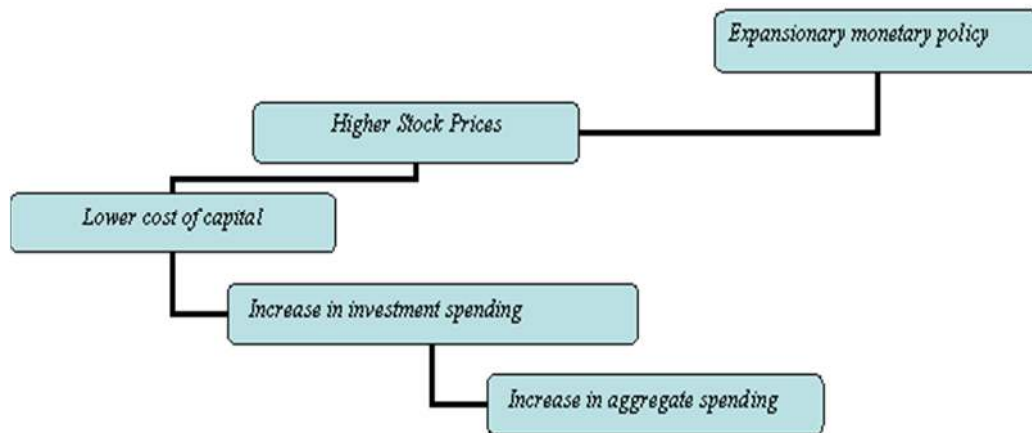 Expansionary monetary policy
Higher Stock Prices
Lower cost of capital
Increase in investment spending
Increase in aggregate spending